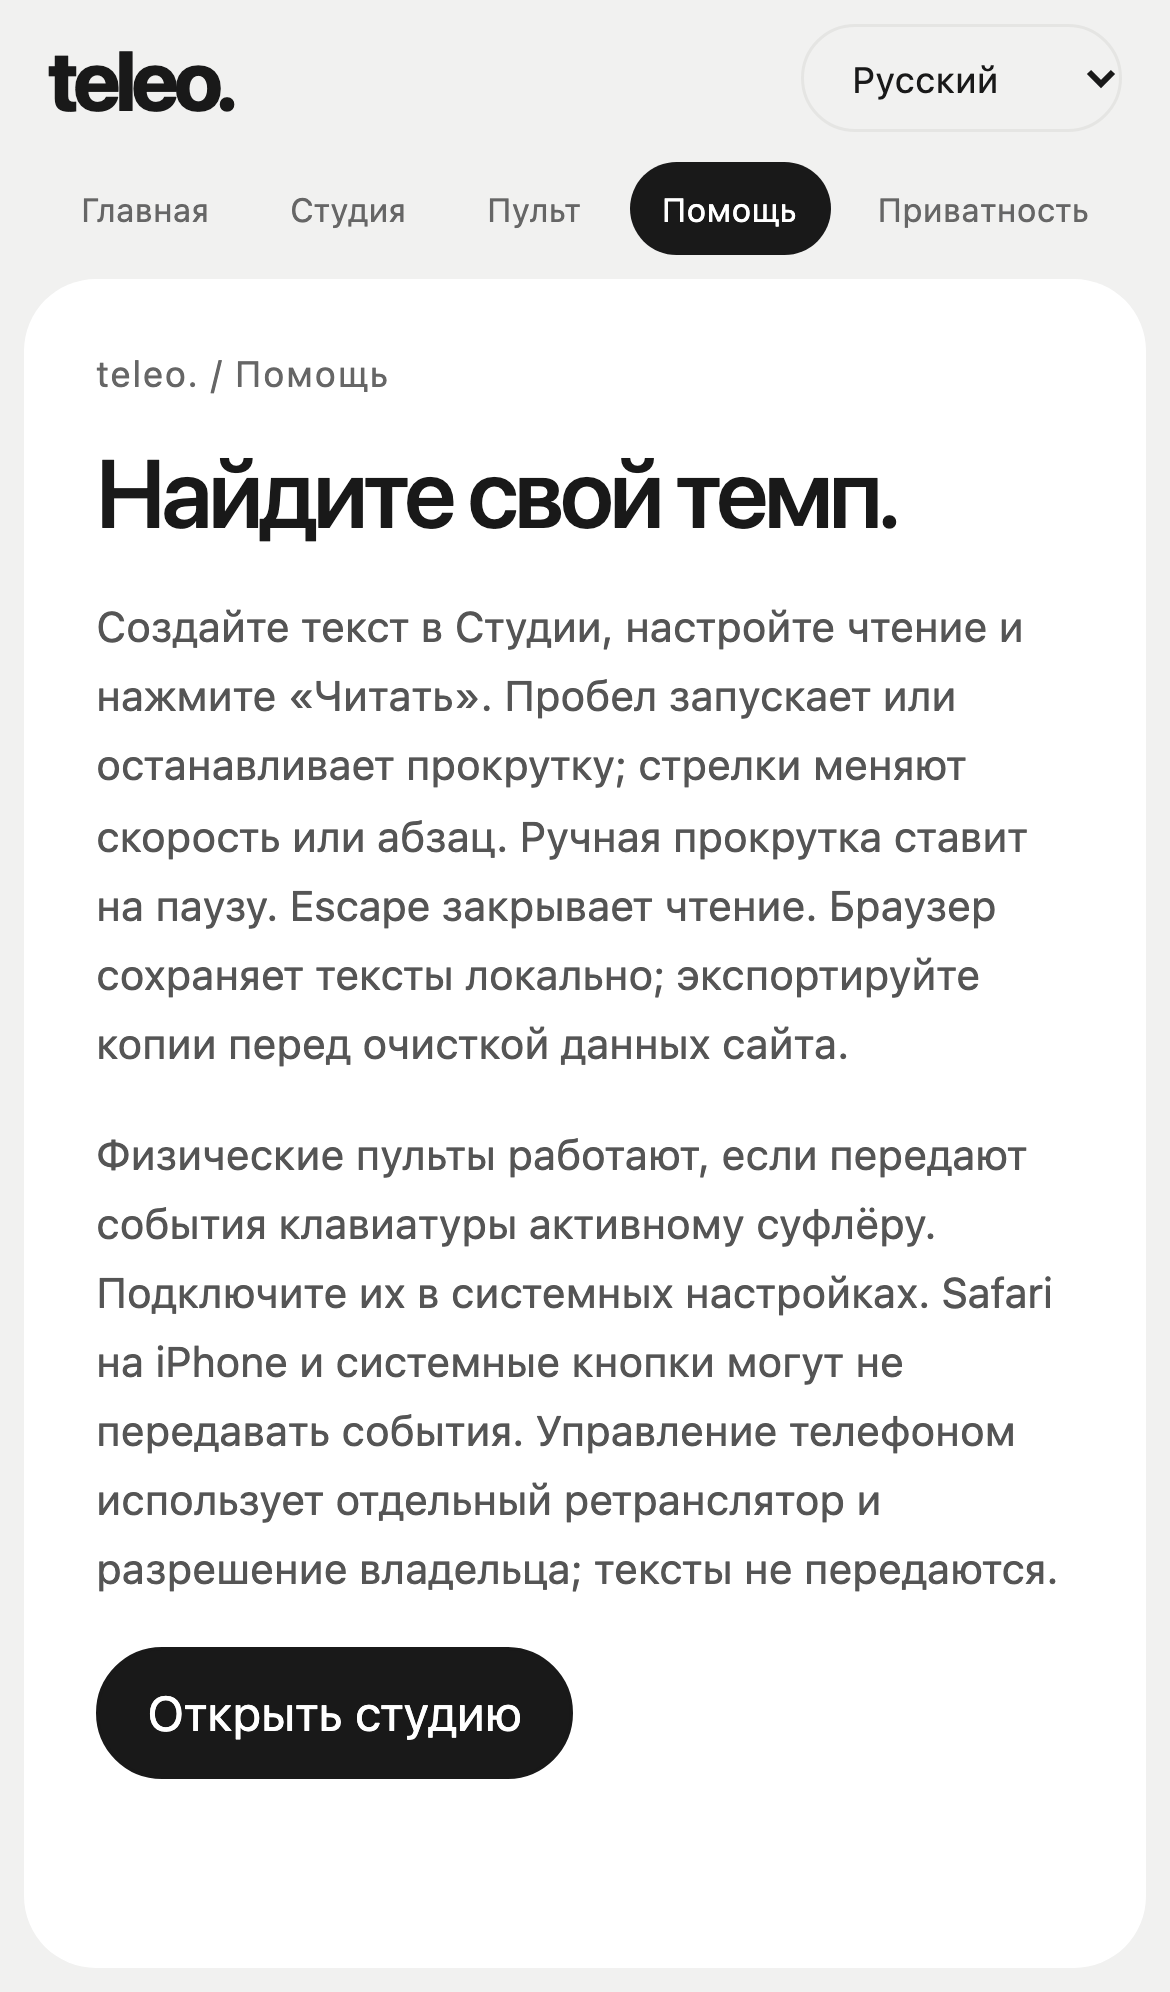 teleo.
Русский
Главная Студия Пульт Помощь Приватность
teleo. / Помощь
Найдите свой темп.
Создайте текст в Студии, настройте чтение и
нажмите «Читать». Пробел запускает или
останавливает прокрутку; стрелки меняют
скорость или абзац. Ручная прокрутка ставит
на паузу. Escape закрывает чтение. Браузер
сохраняет тексты локально; экспортируйте
копии перед очисткой данных сайта.
Физические пульты работают, если передают
события клавиатуры активному суфлёру.
Подключите их в системных настройках. Safari
на iPhone и системные кнопки могут не
передавать события. Управление телефоном
использует отдельный ретранслятор и
разрешение владельца; тексты не передаются.
Открыть студию